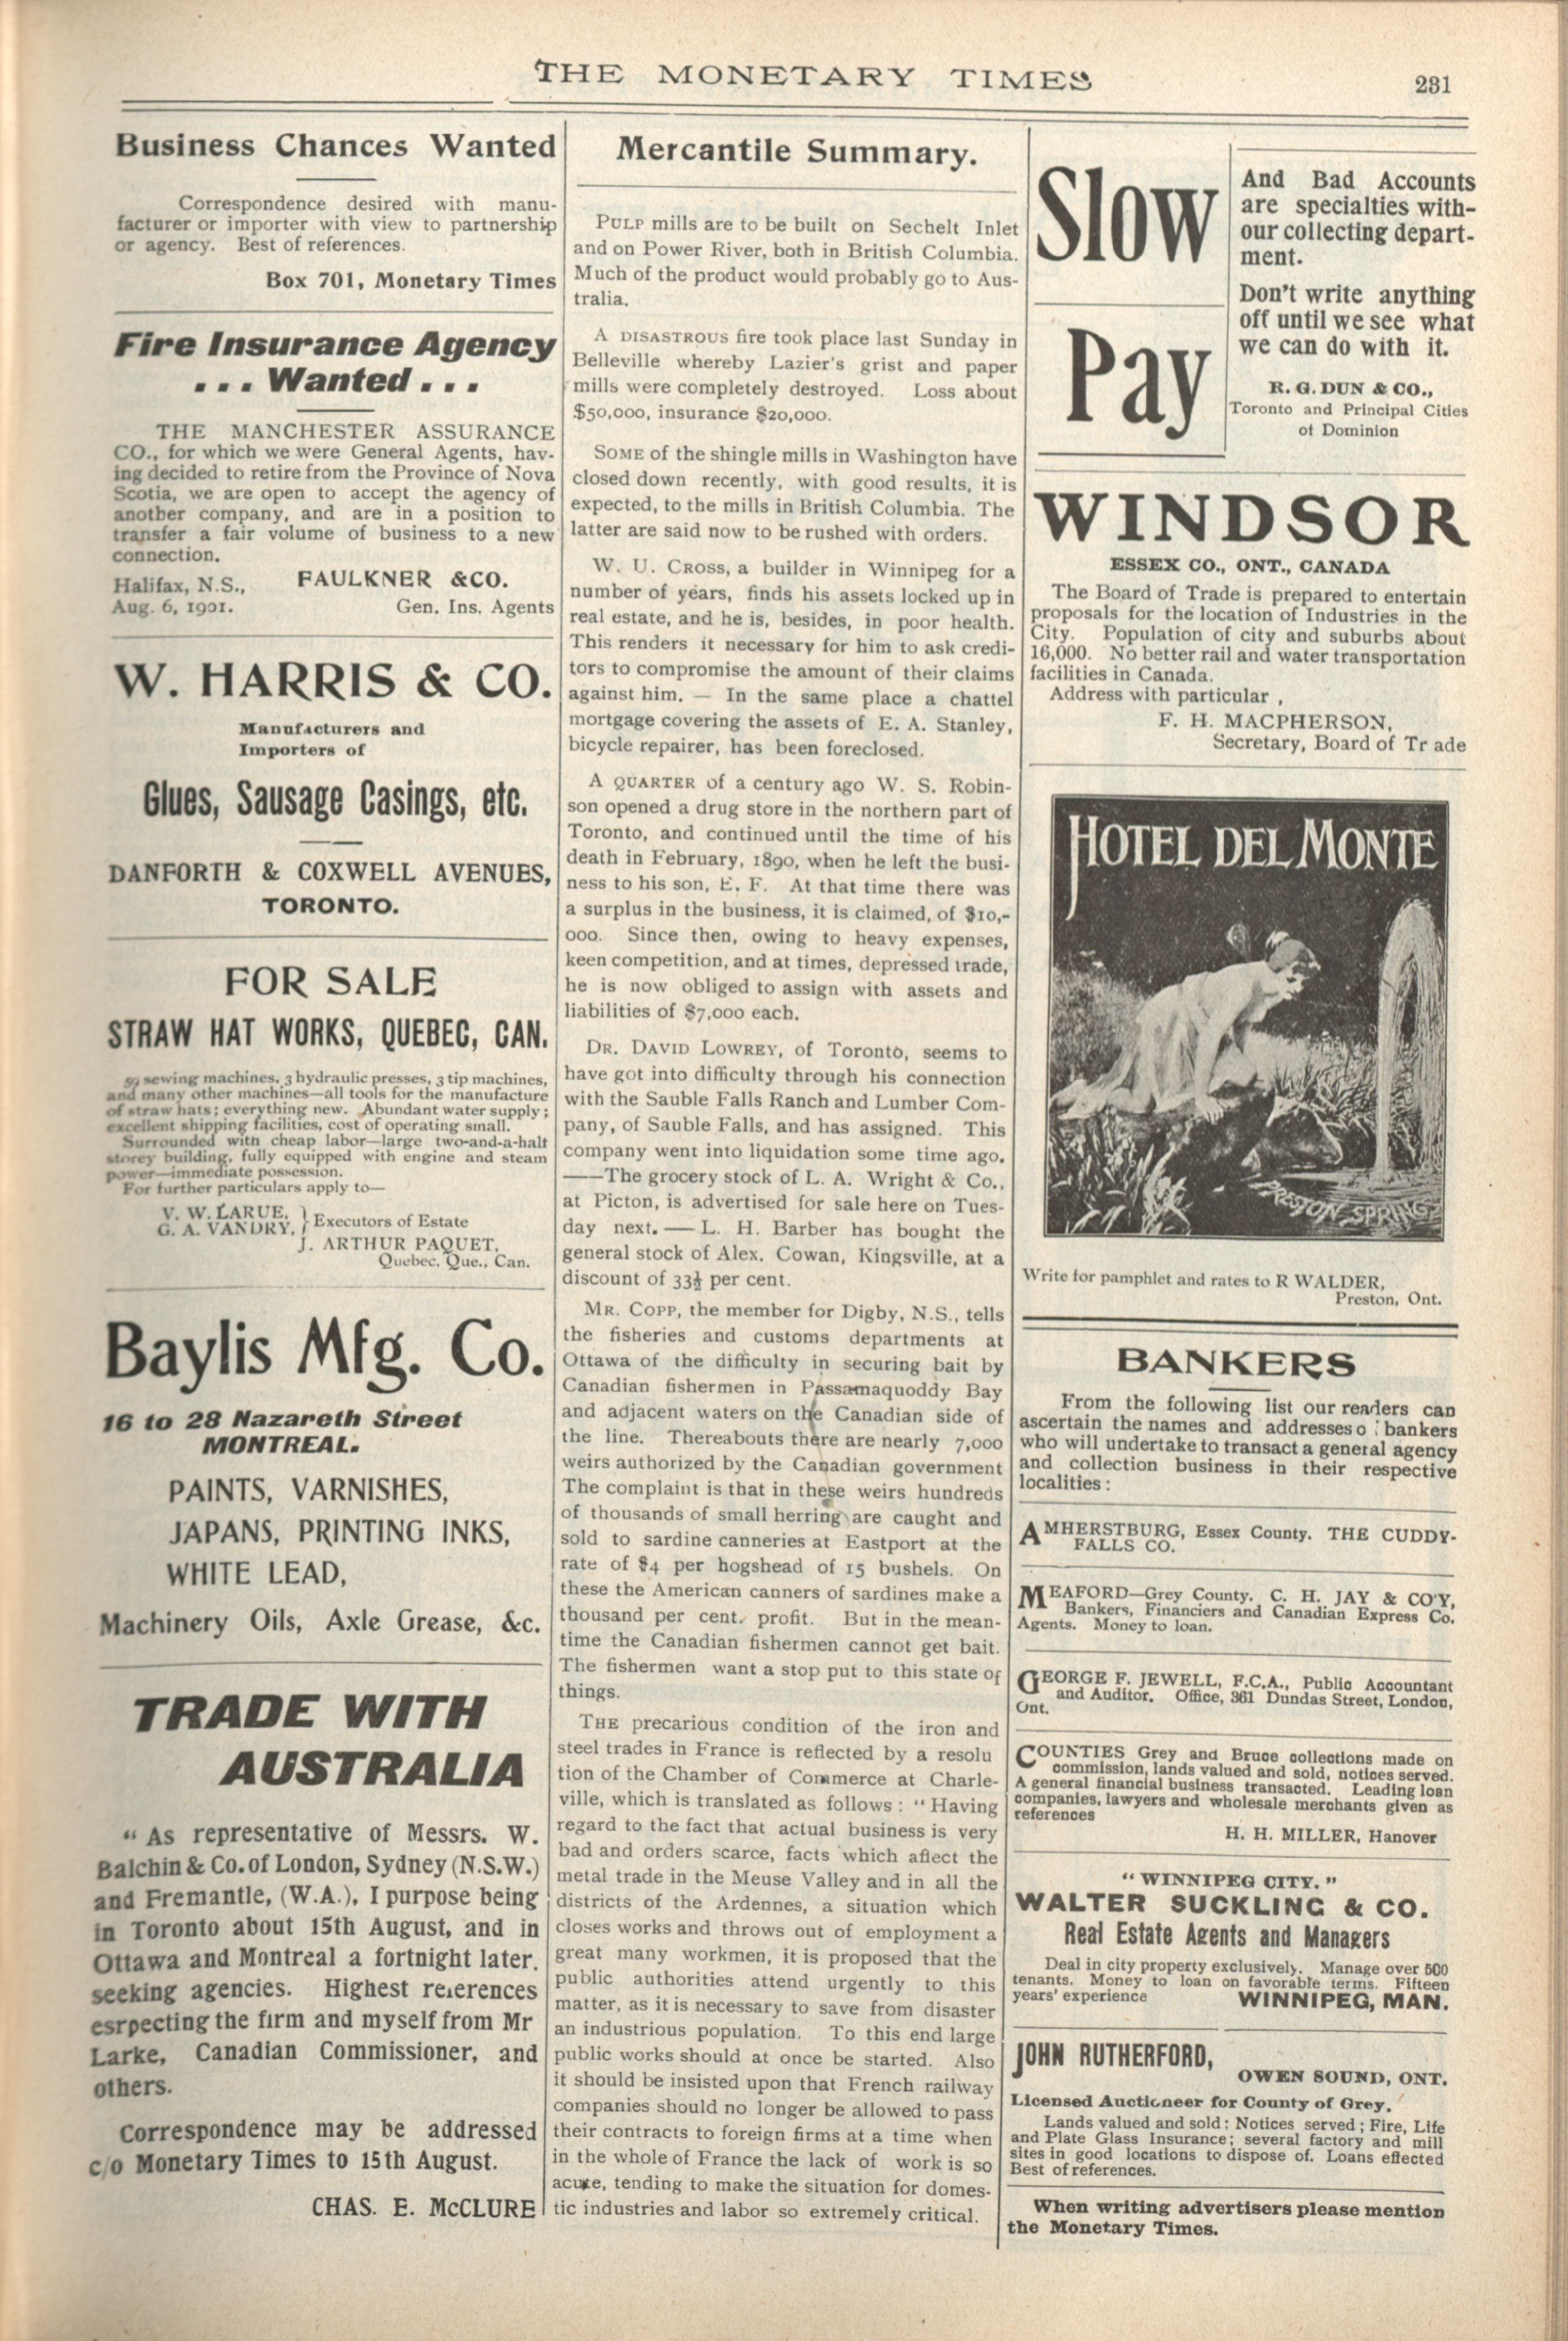 THE MONETARY TIMES
231
Business Chances Wanted
Correspondence desired with manu-
facturer or importer with view to partnership
or agency. Best of references.
Box 701, Monetary Times
Fire Insurance Agency
... Wanted ...
THE MANCHESTER ASSURANCE
CO., for which we were General Agents, hav-
ing decided to retire from the Province of Nova
Scotia, we are open to accept the agency of
another company, and are in a position to
transfer a fair volume of business to a new
connection.
Halifax, N.S., FAULKNER & CO.
Aug. 6, 1901. Gen. Ins. Agents
W. HARRIS & CO.
Manufacturers and
Importers of
Glues, Sausage Casings, etc.
DANFORTH & COXWELL AVENUES,
TORONTO.
FOR SALE
STRAW HAT WORKS, QUEBEC, CAN.
50 sewing machines, 3 hydraulic presses, 3 tip machines,
and many other machines—all tools for the manufacture
of straw hats; everything new. Abundant water supply;
excellent shipping facilities, cost of operating small.
Surrounded with cheap labor—large two-and-a-halt
storey building, fully equipped with engine and steam
power—immediate possession.
For further particulars apply to—
V. W. LARUE, } Executors of Estate
G. A. VANDRY, }
J. ARTHUR PAQUET,
Quebec, Que., Can.
Baylis Mfg. Co.
16 to 28 Nazareth Street
MONTREAL.
PAINTS, VARNISHES,
JAPANS, PRINTING INKS,
WHITE LEAD,
Machinery Oils, Axle Grease, &c.
TRADE WITH
AUSTRALIA
"As representative of Messrs. W.
Balchin & Co. of London, Sydney (N.S.W.)
and Fremantle, (W.A.), I purpose being
in Toronto about 15th August, and in
Ottawa and Montreal a fortnight later,
seeking agencies. Highest references
esrpecting the firm and myself from Mr
Larke, Canadian Commissioner, and
others.
Correspondence may be addressed
c/o Monetary Times to 15th August.
CHAS. E. McCLURE
Mercantile Summary.
PULP mills are to be built on Sechelt Inlet
and on Power River, both in British Columbia.
Much of the product would probably go to Aus-
tralia.
A DISASTROUS fire took place last Sunday in
Belleville whereby Lazier's grist and paper
mills were completely destroyed. Loss about
$50,000, insurance $20,000.
SOME of the shingle mills in Washington have
closed down recently, with good results, it is
expected, to the mills in British Columbia. The
latter are said now to be rushed with orders.
W. U. CROSS, a builder in Winnipeg for a
number of years, finds his assets locked up in
real estate, and he is, besides, in poor health.
This renders it necessary for him to ask credi-
tors to compromise the amount of their claims
against him. — In the same place a chattel
mortgage covering the assets of E. A. Stanley,
bicycle repairer, has been foreclosed.
A QUARTER of a century ago W. S. Robin-
son opened a drug store in the northern part of
Toronto, and continued until the time of his
death in February, 1890, when he left the busi-
ness to his son, E. F. At that time there was
a surplus in the business, it is claimed, of $10,-
000. Since then, owing to heavy expenses,
keen competition, and at times, depressed trade,
he is now obliged to assign with assets and
liabilities of $7,000 each.
DR. DAVID LOWREY, of Toronto, seems to
have got into difficulty through his connection
with the Sauble Falls Ranch and Lumber Com-
pany, of Sauble Falls, and has assigned. This
company went into liquidation some time ago.
——The grocery stock of L. A. Wright & Co.,
at Picton, is advertised for sale here on Tues-
day next. — L. H. Barber has bought the
general stock of Alex. Cowan, Kingsville, at a
discount of 33⅓ per cent.
MR. COPP, the member for Digby, N.S., tells
the fisheries and customs departments at
Ottawa of the difficulty in securing bait by
Canadian fishermen in Passamaquoddy Bay
and adjacent waters on the Canadian side of
the line. Thereabouts there are nearly 7,000
weirs authorized by the Canadian government
The complaint is that in these weirs hundreds
of thousands of small herring are caught and
sold to sardine canneries at Eastport at the
rate of $4 per hogshead of 15 bushels. On
these the American canners of sardines make a
thousand per cent. profit. But in the mean-
time the Canadian fishermen cannot get bait.
The fishermen want a stop put to this state of
things.
THE precarious condition of the iron and
steel trades in France is reflected by a resolu
tion of the Chamber of Commerce at Charle-
ville, which is translated as follows: "Having
regard to the fact that actual business is very
bad and orders scarce, facts which aflect the
metal trade in the Meuse Valley and in all the
districts of the Ardennes, a situation which
closes works and throws out of employment a
great many workmen, it is proposed that the
public authorities attend urgently to this
matter, as it is necessary to save from disaster
an industrious population. To this end large
public works should at once be started. Also
it should be insisted upon that French railway
companies should no longer be allowed to pass
their contracts to foreign firms at a time when
in the whole of France the lack of work is so
acute, tending to make the situation for domes-
tic industries and labor so extremely critical.
Slow
Pay
And Bad Accounts
are specialties with-
our collecting depart-
ment.
Don't write anything
off until we see what
we can do with it.
R. G. DUN & CO.,
Toronto and Principal Cities
of Dominion
WINDSOR
ESSEX CO., ONT., CANADA
The Board of Trade is prepared to entertain
proposals for the location of Industries in the
City. Population of city and suburbs about
16,000. No better rail and water transportation
facilities in Canada.
Address with particular ,
F. H. MACPHERSON,
Secretary, Board of Tr ade
HOTEL DEL MONTE
PRESTON SPRINGS
Write for pamphlet and rates to R WALDER,
Preston, Ont.
BANKERS
From the following list our readers can
ascertain the names and addresses o : bankers
who will undertake to transact a general agency
and collection business in their respective
localities:
AMHERSTBURG, Essex County. THE CUDDY-
FALLS CO.
MEAFORD—Grey County. C. H. JAY & CO'Y,
Bankers, Financiers and Canadian Express Co.
Agents. Money to loan.
GEORGE F. JEWELL, F.C.A., Public Accountant
and Auditor. Office, 361 Dundas Street, London,
Ont.
COUNTIES Grey and Bruce collections made on
commission, lands valued and sold, notices served.
A general financial business transacted. Leading loan
companies, lawyers and wholesale merchants given as
references
H. H. MILLER, Hanover
"WINNIPEG CITY."
WALTER SUCKLING & CO.
Real Estate Agents and Managers
Deal in city property exclusively. Manage over 500
tenants. Money to loan on favorable terms. Fifteen
years' experience WINNIPEG, MAN.
JOHN RUTHERFORD,
OWEN SOUND, ONT.
Licensed Auctioneer for County of Grey.
Lands valued and sold; Notices served; Fire, Life
and Plate Glass Insurance; several factory and mill
sites in good locations to dispose of. Loans effected
Best of references.
When writing advertisers please mention
the Monetary Times.